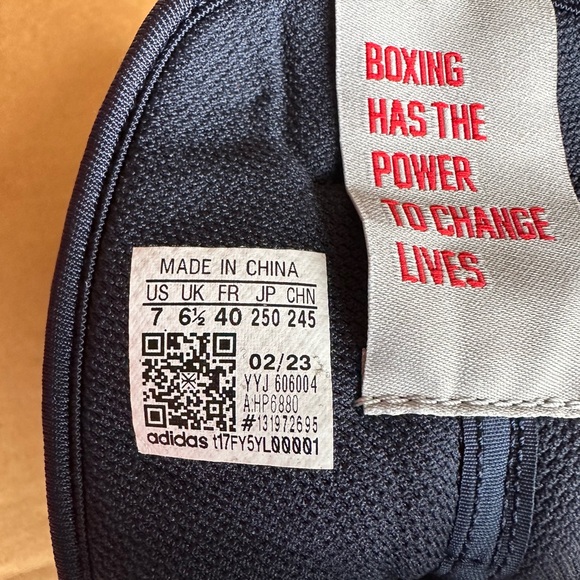 BOXING
HAS THE
POWER
TO CHANGE
LIVES
MADE IN CHINA
US UK FR JP CHN
7 6½ 40 250 245
02/23
YYJ 606004
A:HP6880
#131972695
adidas t17FY5YL00001